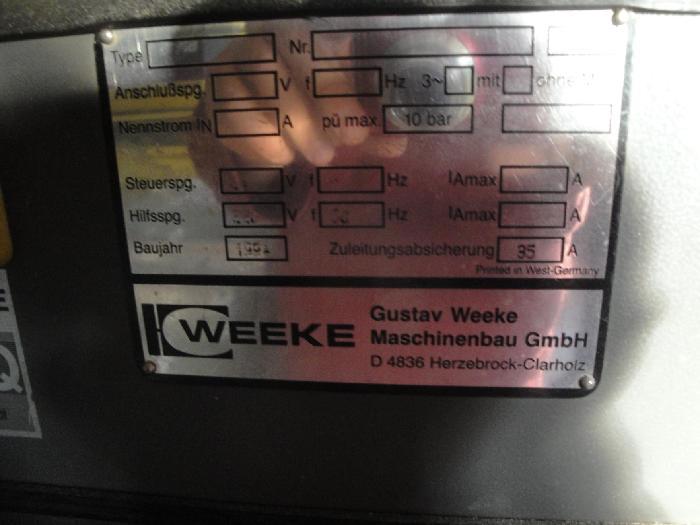 Type Nr.
Anschlußspg. V f Hz 3~ mit ohne
Nennstrom IN A pü max. 10 bar
Steuerspg. V f Hz IAmax A
Hilfsspg. V f Hz IAmax A
Baujahr Zuleitungsabsicherung 35 A
Printed in West-Germany
WEEKE
Gustav Weeke
Maschinenbau GmbH
D 4836 Herzebrock-Clarholz